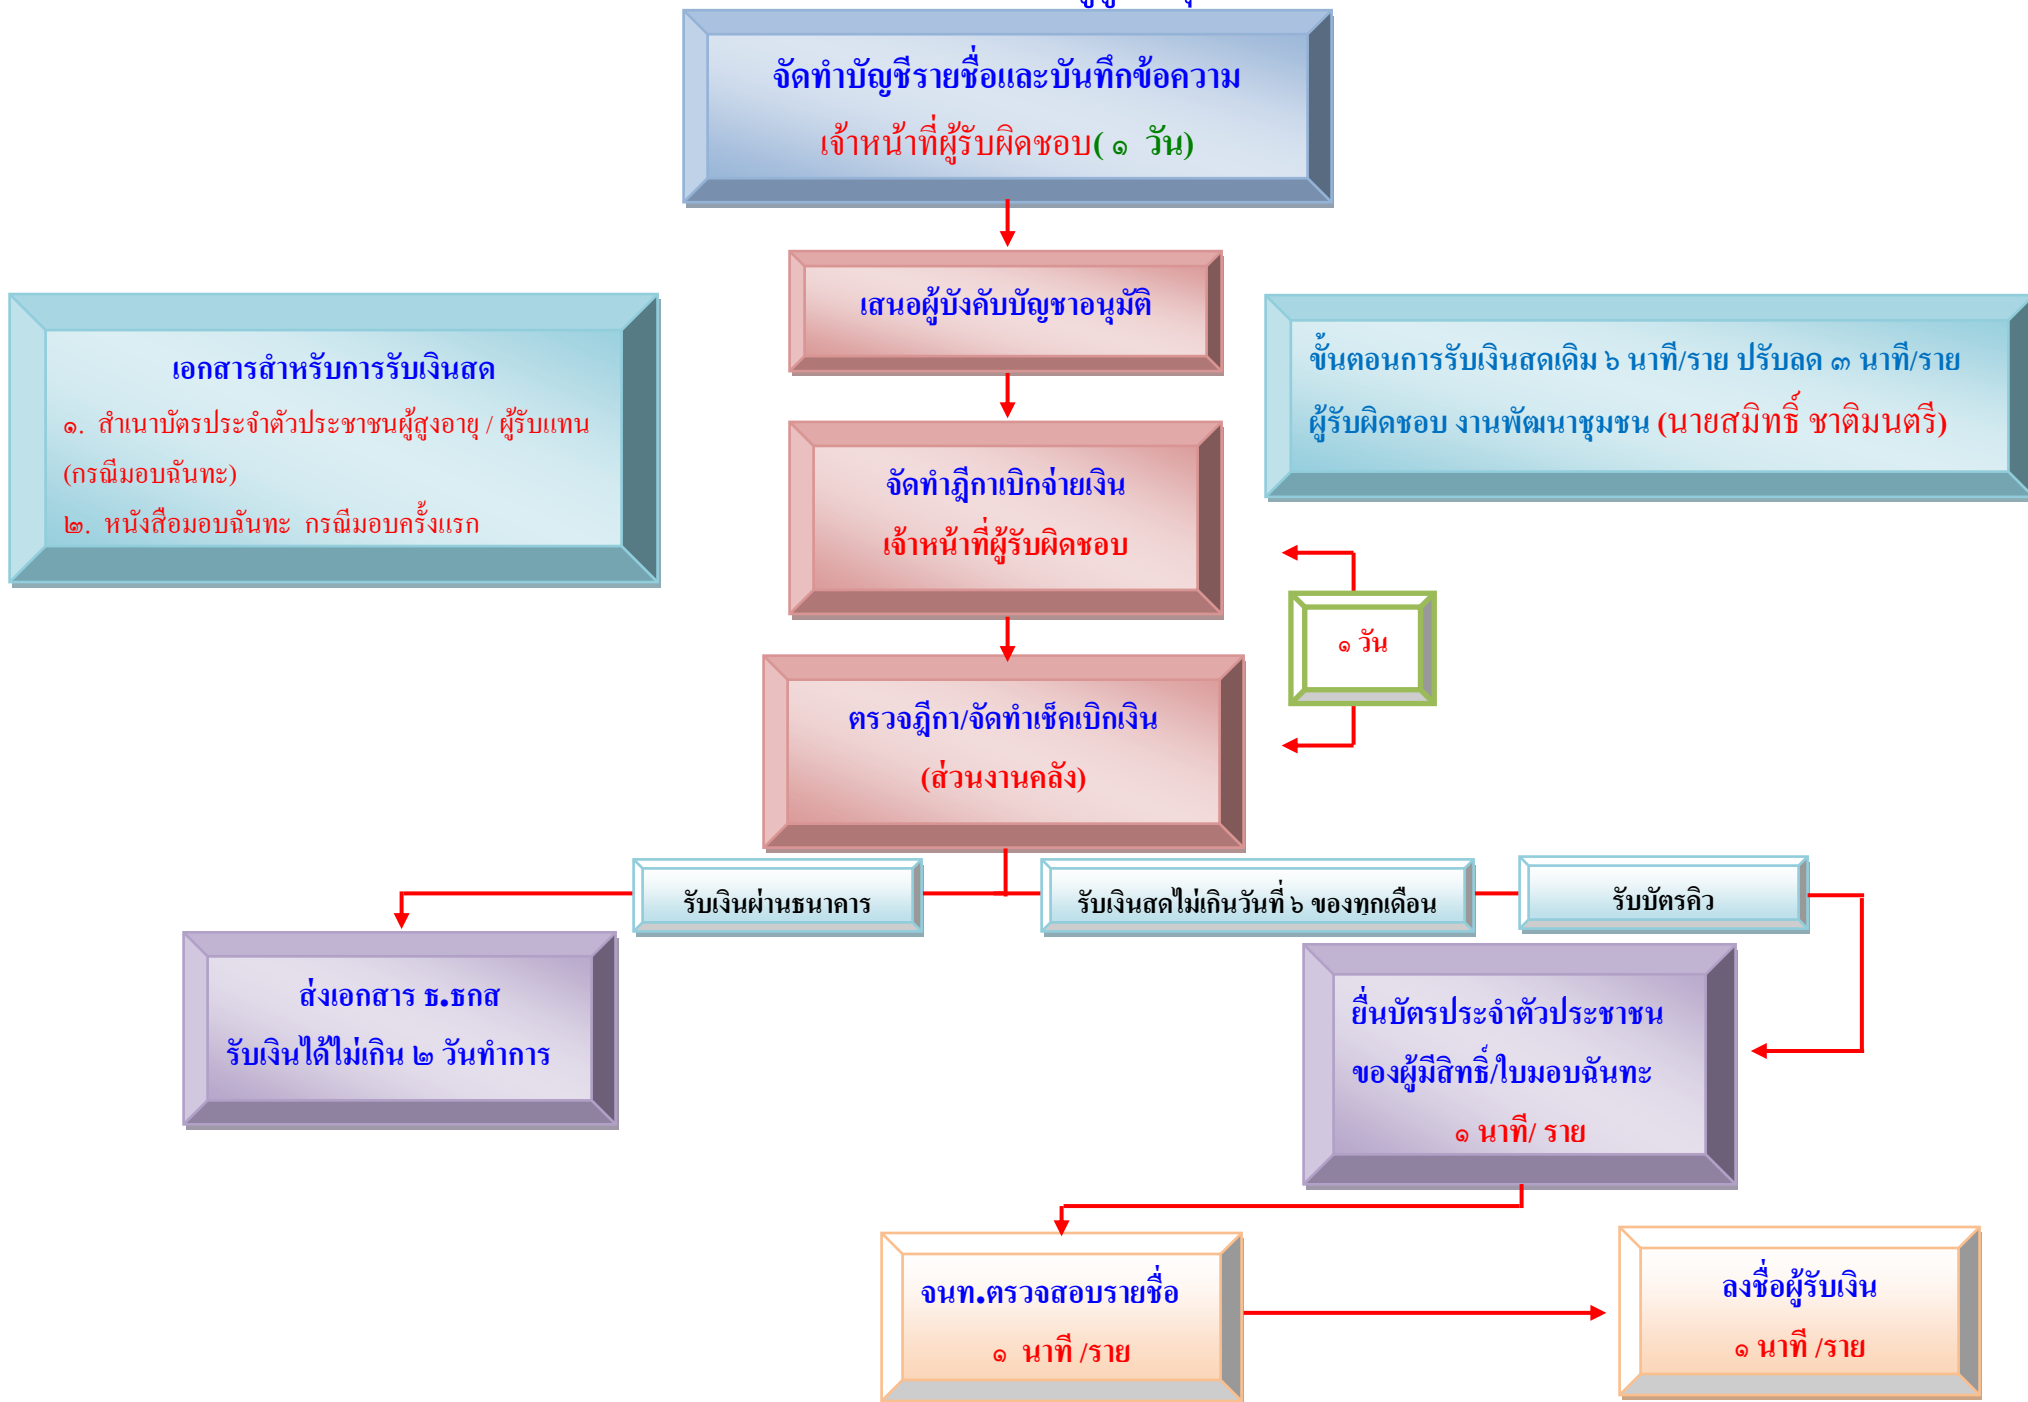 จัดทำบัญชีรายชื่อและบันทึกข้อความ
เจ้าหน้าที่ผู้รับผิดชอบ( ๑ วัน)
เสนอผู้บังคับบัญชาอนุมัติ
เอกสารสำหรับการรับเงินสด
๑. สำเนาบัตรประจำตัวประชาชนผู้สูงอายุ / ผู้รับแทน
(กรณีมอบฉันทะ)
๒. หนังสือมอบฉันทะ กรณีมอบครั้งแรก
ขั้นตอนการรับเงินสดเดิม ๖ นาที/ราย ปรับลด ๓ นาที/ราย
ผู้รับผิดชอบ งานพัฒนาชุมชน (นายสมิทธิ์ ชาติมนตรี)
จัดทำฎีกาเบิกจ่ายเงิน
เจ้าหน้าที่ผู้รับผิดชอบ
๑ วัน
ตรวจฎีกา/จัดทำเช็คเบิกเงิน
(ส่วนงานคลัง)
รับเงินผ่านธนาคาร
รับเงินสดไม่เกินวันที่ ๖ ของทุกเดือน
รับบัตรคิว
ส่งเอกสาร ธ.ธกส
รับเงินได้ไม่เกิน ๒ วันทำการ
ยื่นบัตรประจำตัวประชาชน
ของผู้มีสิทธิ์/ใบมอบฉันทะ
๑ นาที/ ราย
จนท.ตรวจสอบรายชื่อ
๑ นาที /ราย
ลงชื่อผู้รับเงิน
๑ นาที /ราย